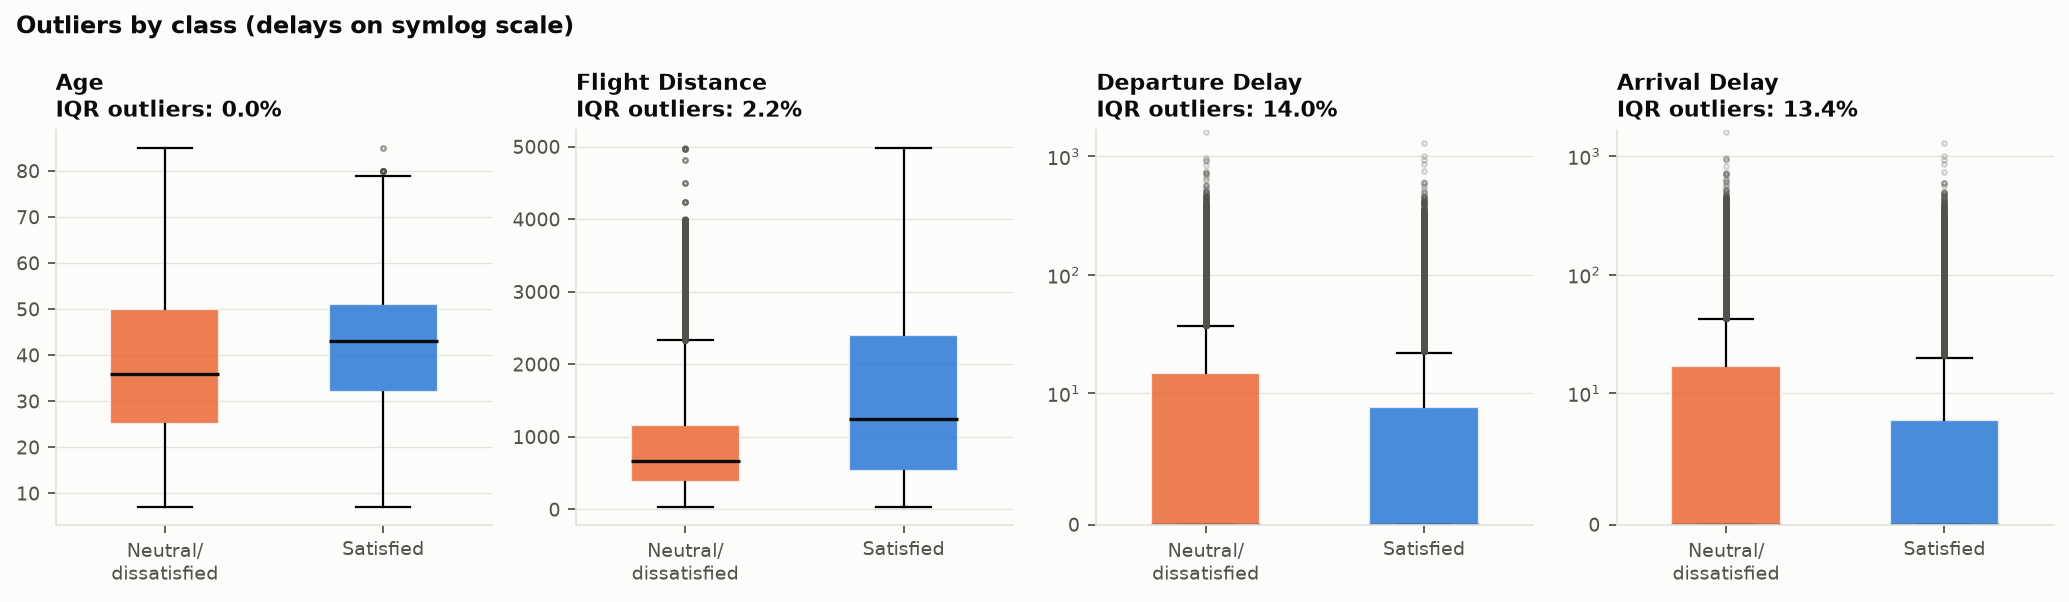 Outliers by class (delays on symlog scale)
Age
IQR outliers: 0.0%
80
70
60
50
40
30
20
10
Neutral/
dissatisfied
Satisfied
Flight Distance
IQR outliers: 2.2%
5000
4000
3000
2000
1000
0
Neutral/
dissatisfied
Satisfied
Departure Delay
IQR outliers: 14.0%
10³
10²
10¹
0
Neutral/
dissatisfied
Satisfied
Arrival Delay
IQR outliers: 13.4%
10³
10²
10¹
0
Neutral/
dissatisfied
Satisfied